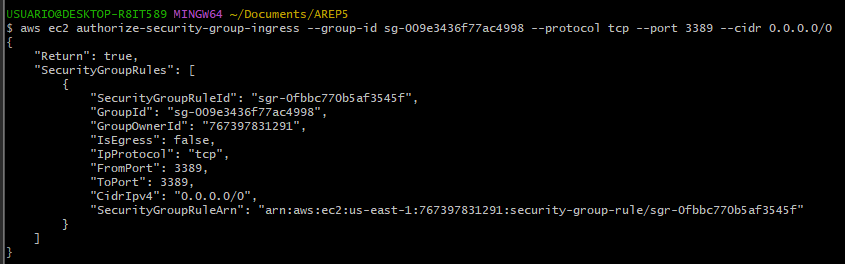 USUARIO@DESKTOP-R8IT589 MINGW64 ~/Documents/AREP5
$ aws ec2 authorize-security-group-ingress --group-id sg-009e3436f77ac4998 --protocol tcp --port 3389 --cidr 0.0.0.0/0
{
    "Return": true,
    "SecurityGroupRules": [
        {
            "SecurityGroupRuleId": "sgr-0fbbc770b5af3545f",
            "GroupId": "sg-009e3436f77ac4998",
            "GroupOwnerId": "767397831291",
            "IsEgress": false,
            "IpProtocol": "tcp",
            "FromPort": 3389,
            "ToPort": 3389,
            "CidrIpv4": "0.0.0.0/0",
            "SecurityGroupRuleArn": "arn:aws:ec2:us-east-1:767397831291:security-group-rule/sgr-0fbbc770b5af3545f"
        }
    ]
}